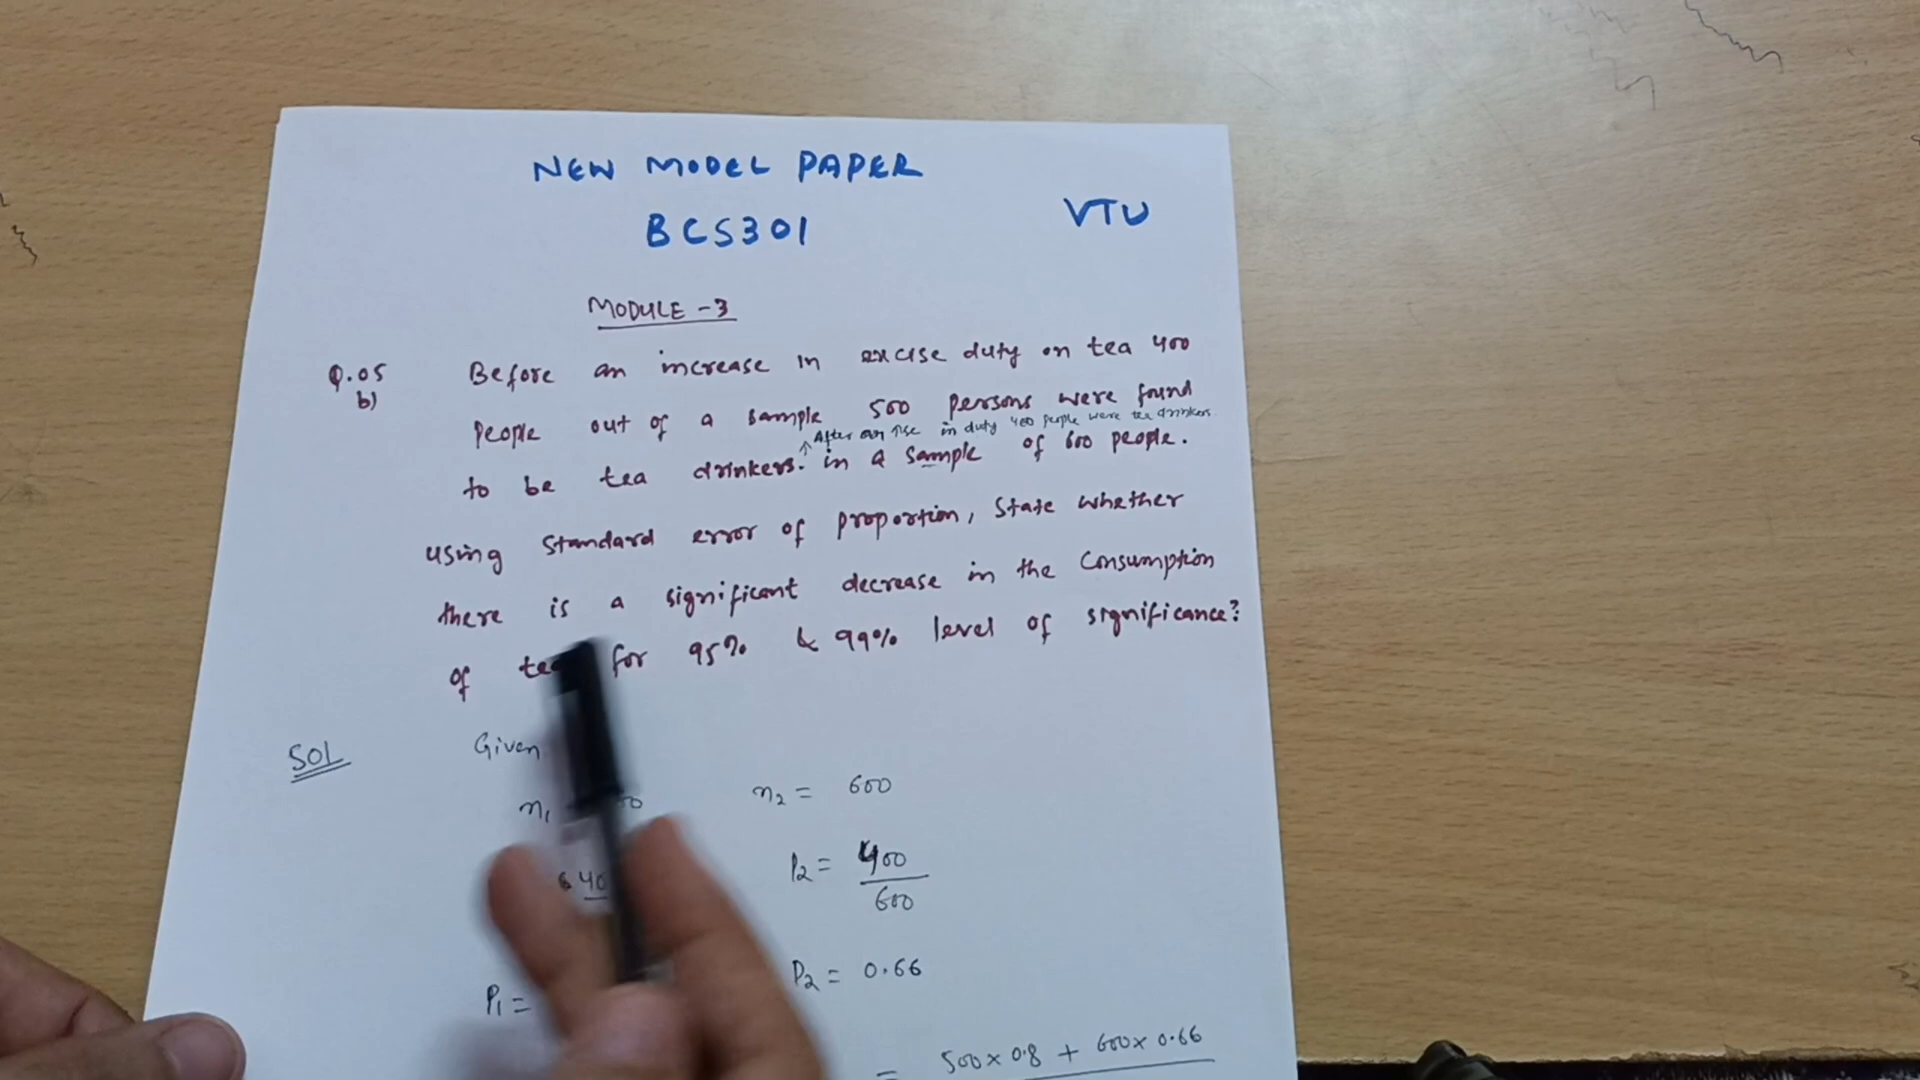 NEW MODEL PAPER
BCS301
VTU
MODULE - 3
Q.05 Before an increase in excise duty on tea 400
b)
People out of a sample 500 persons were found
↑ After an rise in duty 400 people were tea drinkers.
to be tea drinkers. in a sample of 600 people.
using standard error of proportion, State whether
there is a significant decrease in the Consumption
of tea for 95% & 99% level of significance?
SOL Given
n₁ n₂ = 600
P₂ = 400
600
P₁ = P₂ = 0.66
= 500 x 0.8 + 600 x 0.66